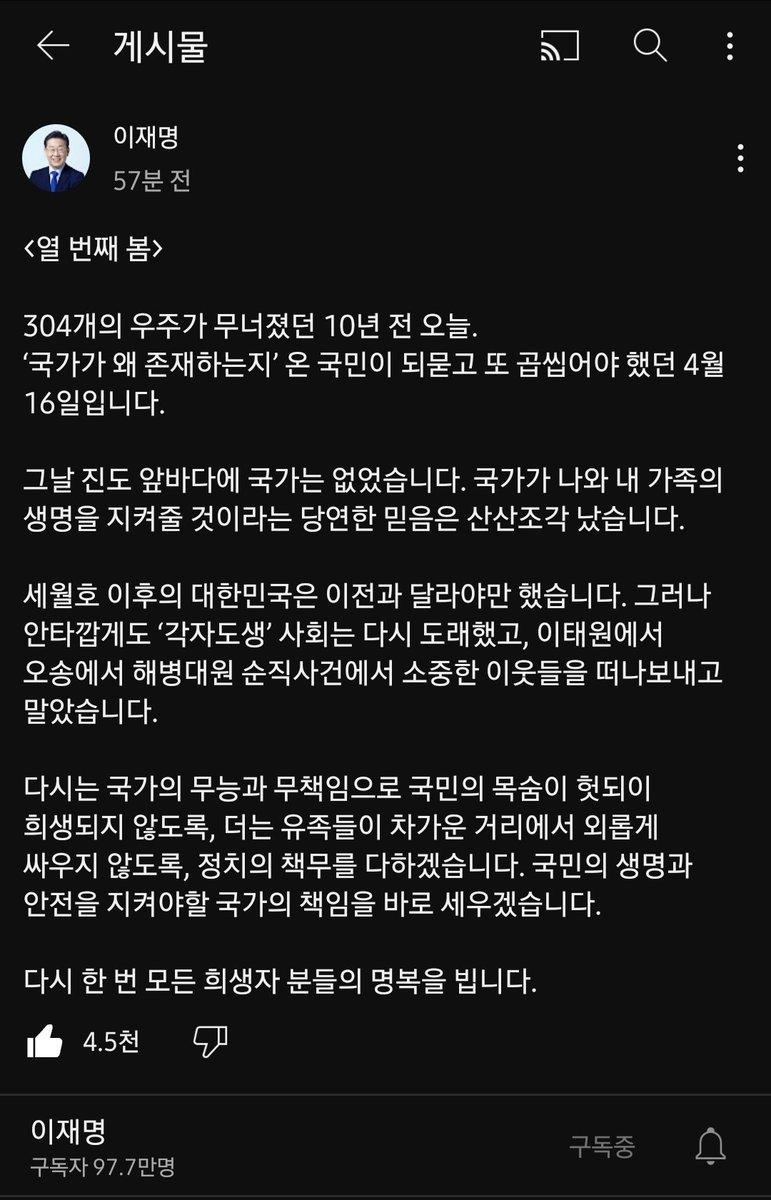 게시물
이재명
57분 전
<열 번째 봄>
304개의 우주가 무너졌던 10년 전 오늘.
‘국가가 왜 존재하는지’ 온 국민이 되묻고 또 곱씹어야 했던 4월
16일입니다.
그날 진도 앞바다에 국가는 없었습니다. 국가가 나와 내 가족의
생명을 지켜줄 것이라는 당연한 믿음은 산산조각 났습니다.
세월호 이후의 대한민국은 이전과 달라야만 했습니다. 그러나
안타깝게도 ‘각자도생’ 사회는 다시 도래했고, 이태원에서
오송에서 해병대원 순직사건에서 소중한 이웃들을 떠나보내고
말았습니다.
다시는 국가의 무능과 무책임으로 국민의 목숨이 헛되이
희생되지 않도록, 더는 유족들이 차가운 거리에서 외롭게
싸우지 않도록, 정치의 책무를 다하겠습니다. 국민의 생명과
안전을 지켜야할 국가의 책임을 바로 세우겠습니다.
다시 한 번 모든 희생자 분들의 명복을 빕니다.
4.5천
이재명
구독자 97.7만명
구독중